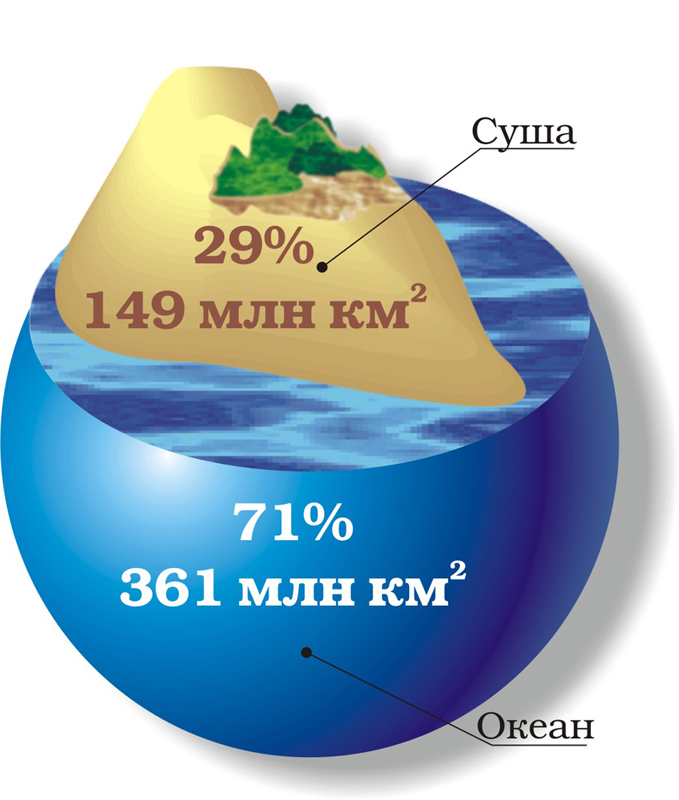 Суша
29%
149 млн км²
71%
361 млн км²
Океан